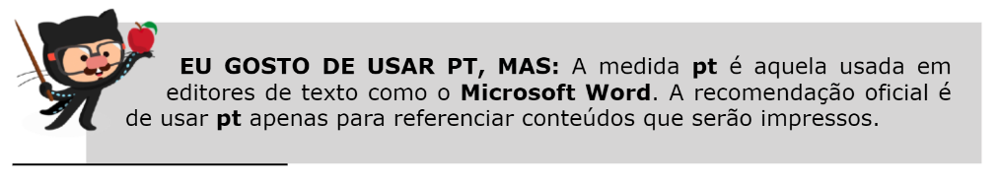 EU GOSTO DE USAR PT, MAS: A medida pt é aquela usada em
editores de texto como o Microsoft Word. A recomendação oficial é
de usar pt apenas para referenciar conteúdos que serão impressos.